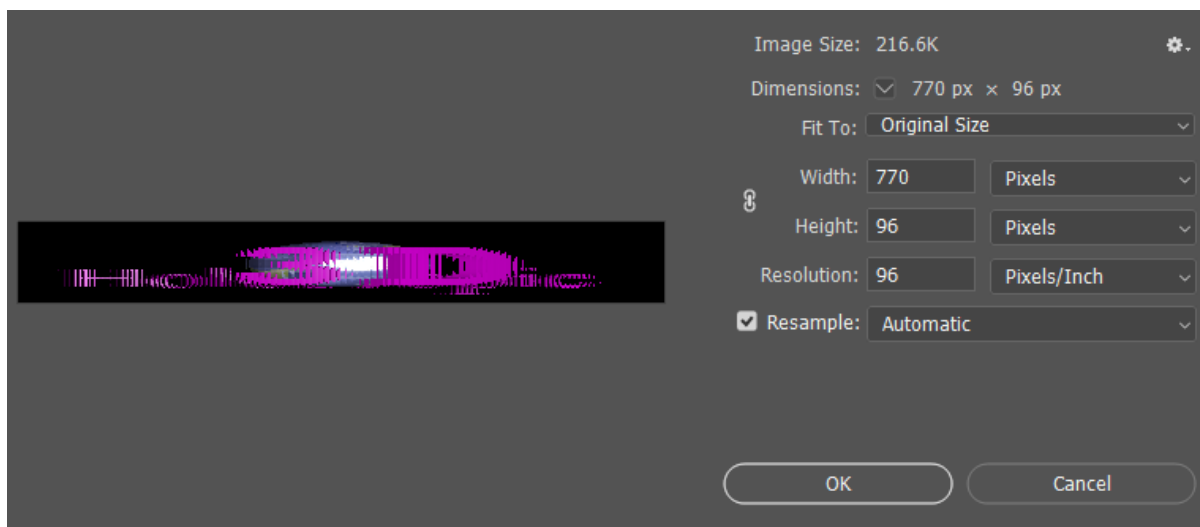 Image Size: 216.6K
Dimensions: 770 px × 96 px
Fit To: Original Size
Width: 770 Pixels
Height: 96 Pixels
Resolution: 96 Pixels/Inch
Resample: Automatic
OK Cancel